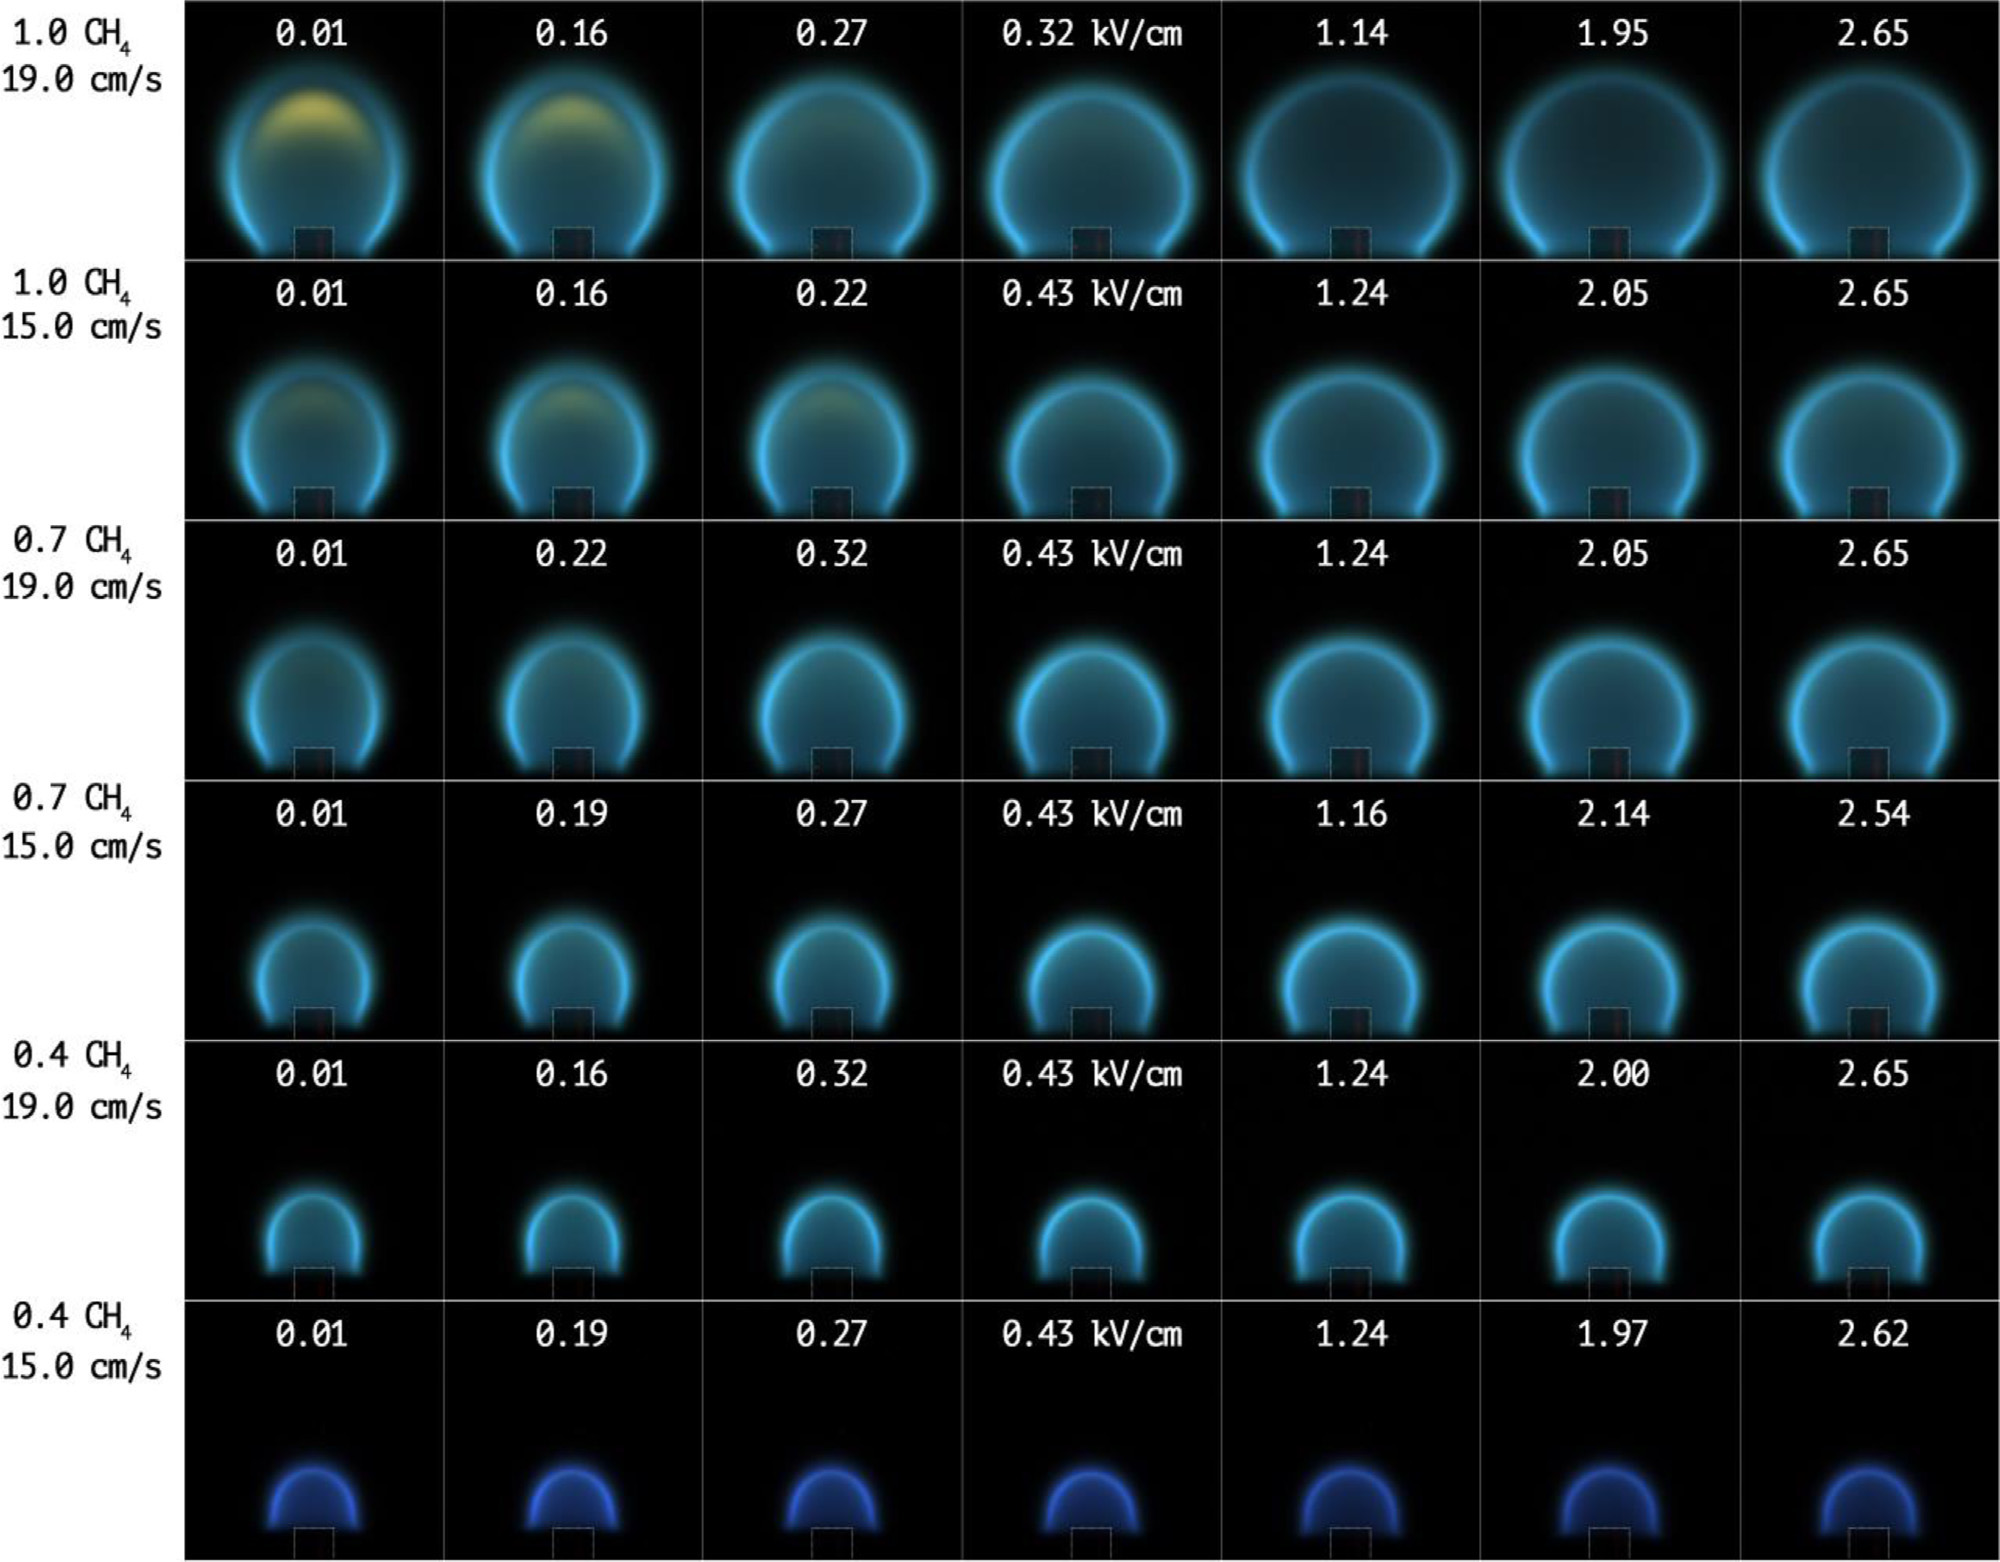 1.0 CH₄ 0.01 0.16 0.27 0.32 kV/cm 1.14 1.95 2.65
19.0 cm/s
1.0 CH₄ 0.01 0.16 0.22 0.43 kV/cm 1.24 2.05 2.65
15.0 cm/s
0.7 CH₄ 0.01 0.22 0.32 0.43 kV/cm 1.24 2.05 2.65
19.0 cm/s
0.7 CH₄ 0.01 0.19 0.27 0.43 kV/cm 1.16 2.14 2.54
15.0 cm/s
0.4 CH₄ 0.01 0.16 0.32 0.43 kV/cm 1.24 2.00 2.65
19.0 cm/s
0.4 CH₄ 0.01 0.19 0.27 0.43 kV/cm 1.24 1.97 2.62
15.0 cm/s